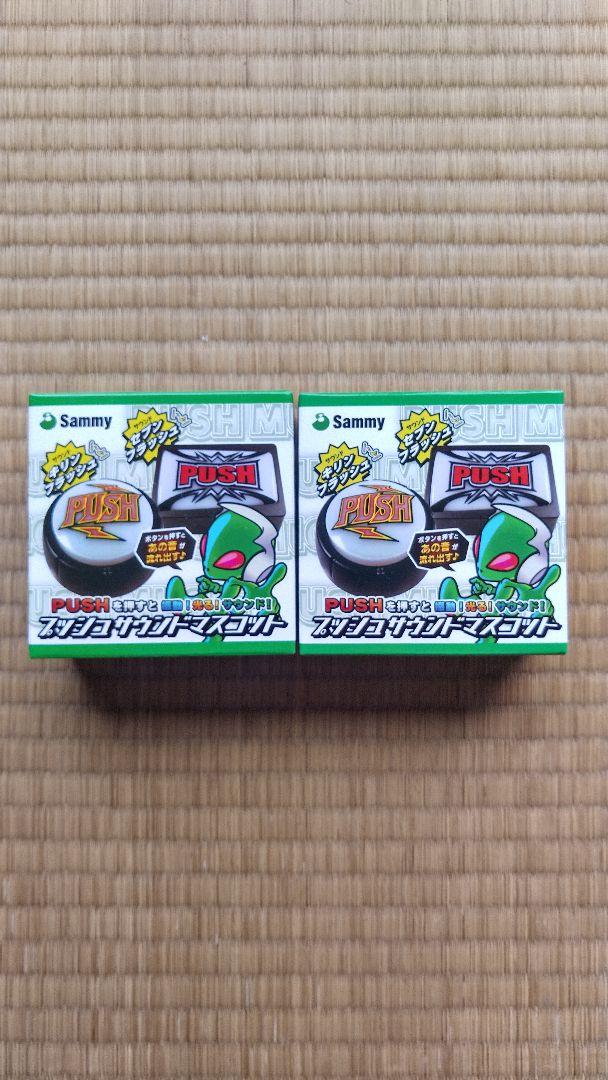 Sammy
サウンド
セブン
フラッシュ
サウンド
キリン
フラッシュ
PUSH
PUSH
ボタンを押すと
あの音が
流れ出す♪
PUSHを押すと振動!光る!サウンド!
プッシュサウンドマスコット
Sammy
サウンド
セブン
フラッシュ
サウンド
キリン
フラッシュ
PUSH
PUSH
ボタンを押すと
あの音が
流れ出す♪
PUSHを押すと振動!光る!サウンド!
プッシュサウンドマスコット